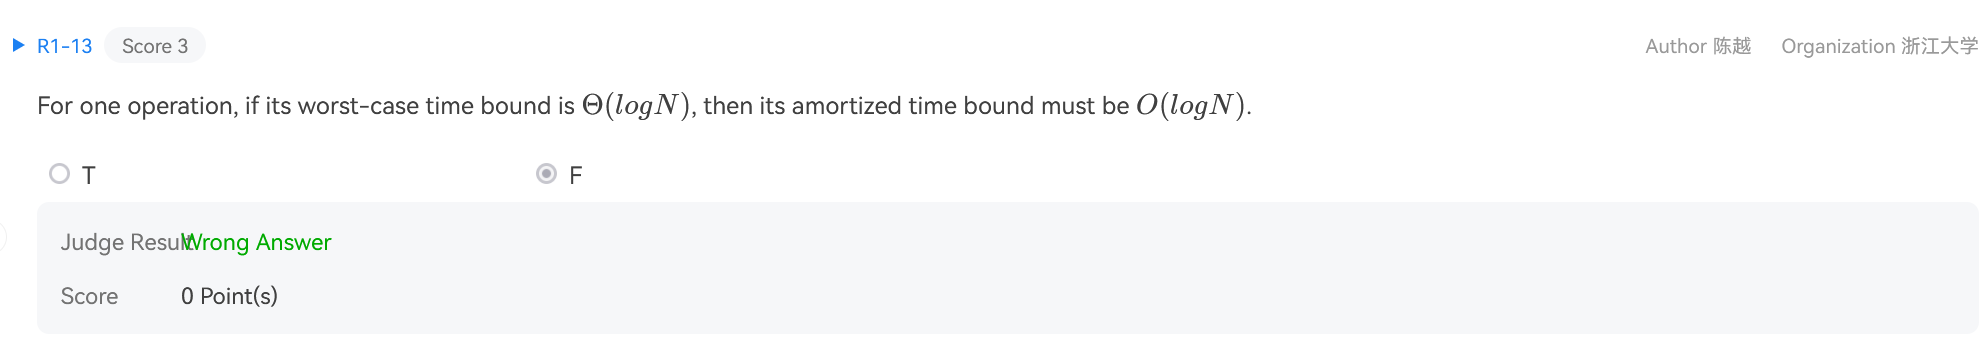 R1-13 Score 3 Author 陈越 Organization 浙江大学
For one operation, if its worst-case time bound is Θ(logN), then its amortized time bound must be O(logN).
T F
Judge Result Wrong Answer
Score 0 Point(s)